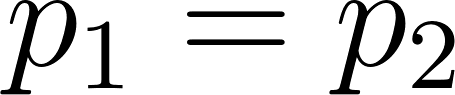 p₁ = p₂